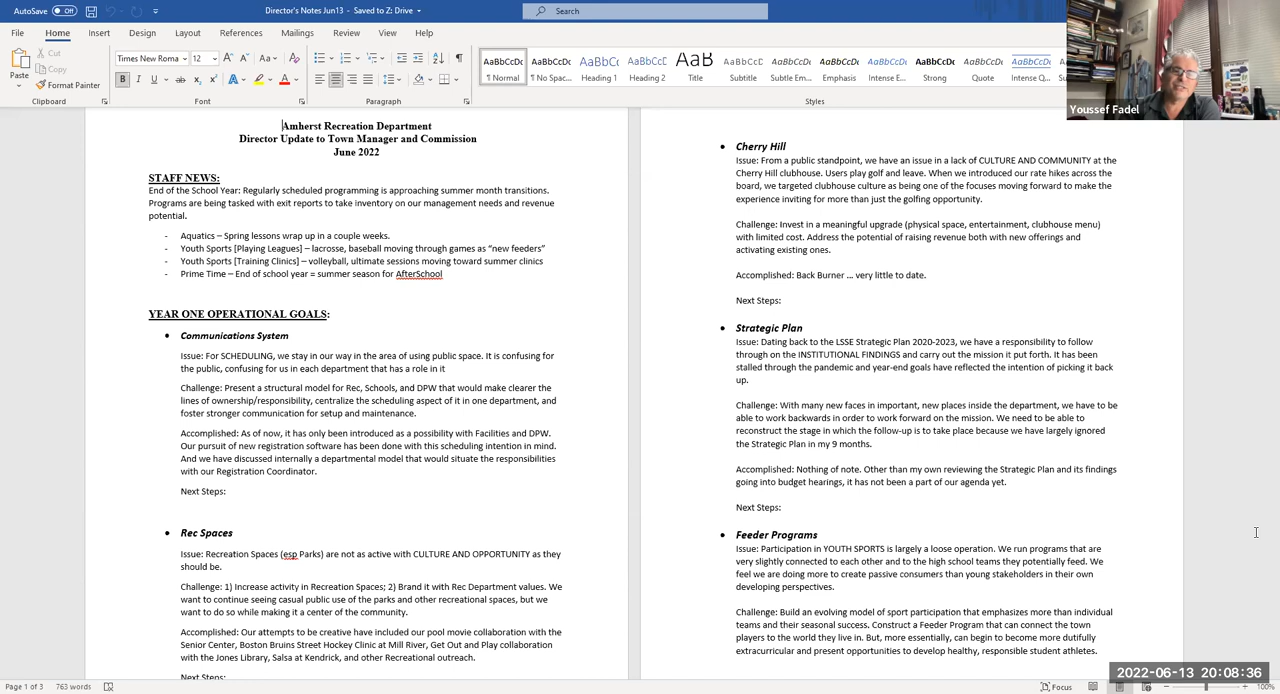 AutoSave Off
Director's Notes Jun13 - Saved to Z: Drive
Search
File Home Insert Design Layout References Mailings Review View Help
Paste
Cut
Copy
Format Painter
Clipboard
Times New Roma 12
Font
Paragraph
AaBbCcDc AaBbCcDc AaBbC AaBbCcC AaB AaBbCcC AaBbCcDc AaBbCcDc AaBbCcDc AaBbCcDc AaBbCcDc AaBbCcDc
¶ Normal ¶ No Spac... Heading 1 Heading 2 Title Subtitle Subtle Em... Emphasis Intense E... Strong Quote Intense Q...
Styles
Youssef Fadel
Amherst Recreation Department
Director Update to Town Manager and Commission
June 2022
STAFF NEWS:
End of the School Year: Regularly scheduled programming is approaching summer month transitions.
Programs are being tasked with exit reports to take inventory on our management needs and revenue
potential.
- Aquatics – Spring lessons wrap up in a couple weeks.
- Youth Sports [Playing Leagues] – lacrosse, baseball moving through games as “new feeders”
- Youth Sports [Training Clinics] – volleyball, ultimate sessions moving toward summer clinics
- Prime Time – End of school year = summer season for AfterSchool
YEAR ONE OPERATIONAL GOALS:
• Communications System
Issue: For SCHEDULING, we stay in our way in the area of using public space. It is confusing for
the public, confusing for us in each department that has a role in it
Challenge: Present a structural model for Rec, Schools, and DPW that would make clearer the
lines of ownership/responsibility, centralize the scheduling aspect of it in one department, and
foster stronger communication for setup and maintenance.
Accomplished: As of now, it has only been introduced as a possibility with Facilities and DPW.
Our pursuit of new registration software has been done with this scheduling intention in mind.
And we have discussed internally a departmental model that would situate the responsibilities
with our Registration Coordinator.
Next Steps:
• Rec Spaces
Issue: Recreation Spaces (esp Parks) are not as active with CULTURE AND OPPORTUNITY as they
should be.
Challenge: 1) Increase activity in Recreation Spaces; 2) Brand it with Rec Department values. We
want to continue seeing casual public use of the parks and other recreational spaces, but we
want to do so while making it a center of the community.
Accomplished: Our attempts to be creative have included our pool movie collaboration with the
Senior Center, Boston Bruins Street Hockey Clinic at Mill River, Get Out and Play collaboration
with the Jones Library, Salsa at Kendrick, and other Recreational outreach.
Next Steps:
• Cherry Hill
Issue: From a public standpoint, we have an issue in a lack of CULTURE AND COMMUNITY at the
Cherry Hill clubhouse. Users play golf and leave. When we introduced our rate hikes across the
board, we targeted clubhouse culture as being one of the focuses moving forward to make the
experience inviting for more than just the golfing opportunity.
Challenge: Invest in a meaningful upgrade (physical space, entertainment, clubhouse menu)
with limited cost. Address the potential of raising revenue both with new offerings and
activating existing ones.
Accomplished: Back Burner ... very little to date.
Next Steps:
• Strategic Plan
Issue: Dating back to the LSSE Strategic Plan 2020-2023, we have a responsibility to follow
through on the INSTITUTIONAL FINDINGS and carry out the mission it put forth. It has been
stalled through the pandemic and year-end goals have reflected the intention of picking it back
up.
Challenge: With many new faces in important, new places inside the department, we have to be
able to work backwards in order to work forward on the mission. We need to be able to
reconstruct the stage in which the follow-up is to take place because we have largely ignored
the Strategic Plan in my 9 months.
Accomplished: Nothing of note. Other than my own reviewing the Strategic Plan and its findings
going into budget hearings, it has not been a part of our agenda yet.
Next Steps:
• Feeder Programs
Issue: Participation in YOUTH SPORTS is largely a loose operation. We run programs that are
very slightly connected to each other and to the high school teams they potentially feed. We
feel we are doing more to create passive consumers than young stakeholders in their own
developing perspectives.
Challenge: Build an evolving model of sport participation that emphasizes more than individual
teams and their seasonal success. Construct a Feeder Program that can connect the town
players to the world they live in. But, more essentially, can begin to become more dutifully
extracurricular and present opportunities to develop healthy, responsible student athletes.
2022-06-13 20:08:36
Page 1 of 3 763 words
Focus
100%